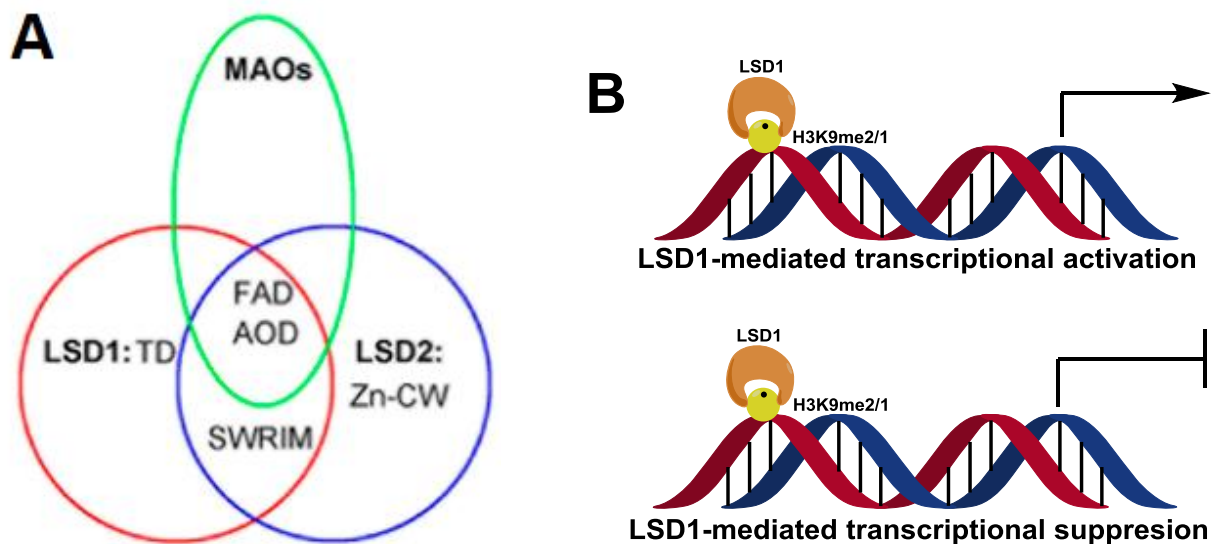 A
MAOs
FAD
AOD
LSD1: TD
LSD2:
Zn-CW
SWRIM
B
LSD1
H3K9me2/1
LSD1-mediated transcriptional activation
LSD1
H3K9me2/1
LSD1-mediated transcriptional suppresion